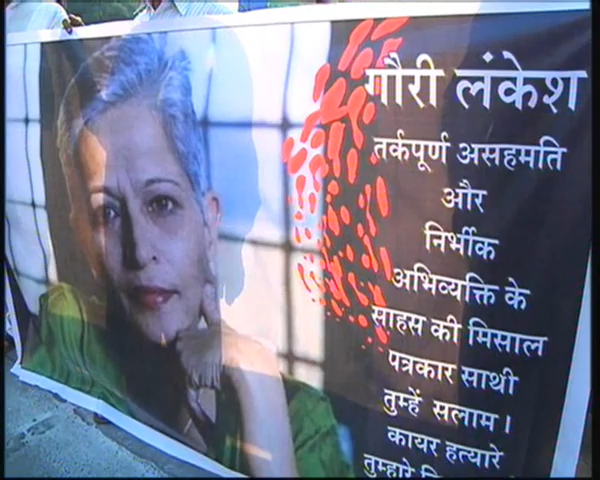 गौरी लंकेश
तर्कपूर्ण असहमति
और
निर्भीक
अभिव्यक्ति के
साहस की मिसाल
पत्रकार साथी
तुम्हें सलाम।
कायर हत्यारे
तुम्हारे